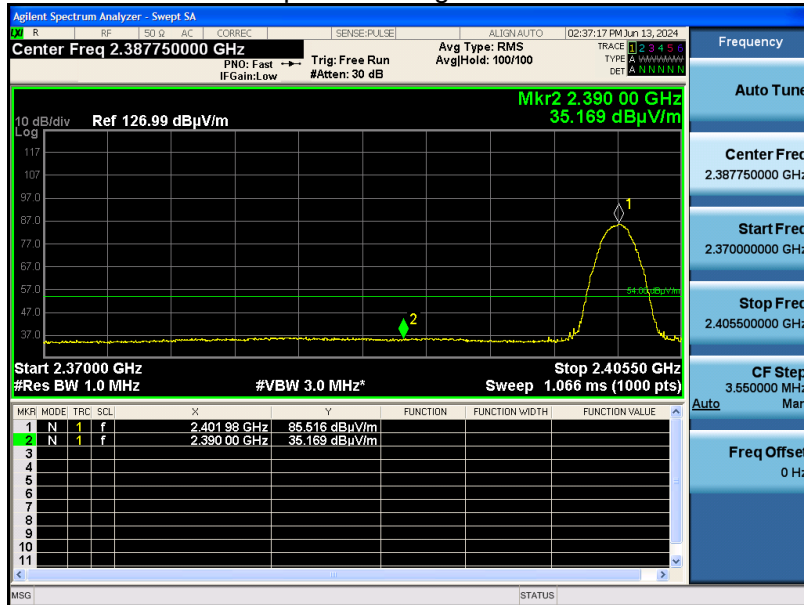 Agilent Spectrum Analyzer - Swept SA
LXI R RF 50 Ω AC CORREC SENSE:PULSE ALIGN AUTO 02:37:17 PM Jun 13, 2024
Center Freq 2.387750000 GHz
PNO: Fast
IFGain:Low
Trig: Free Run
#Atten: 30 dB
Avg Type: RMS
Avg|Hold: 100/100
TRACE 1 2 3 4 5 6
TYPE A WWWWW
DET A N N N N N
Mkr2 2.390 00 GHz
35.169 dBµV/m
10 dB/div Ref 126.99 dBµV/m
Log
117
107
97.0
87.0
77.0
67.0
57.0
47.0
37.0
1
54.00 dBµV/m
2
Start 2.37000 GHz Stop 2.40550 GHz
#Res BW 1.0 MHz #VBW 3.0 MHz* Sweep 1.066 ms (1000 pts)
MKR MODE TRC SCL X Y FUNCTION FUNCTION WIDTH FUNCTION VALUE
1 N 1 f 2.401 98 GHz 85.516 dBµV/m
2 N 1 f 2.390 00 GHz 35.169 dBµV/m
3
4
5
6
7
8
9
10
11
MSG STATUS
Frequency
Auto Tune
Center Freq
2.387750000 GHz
Start Freq
2.370000000 GHz
Stop Freq
2.405500000 GHz
CF Step
3.550000 MHz
Auto Man
Freq Offset
0 Hz